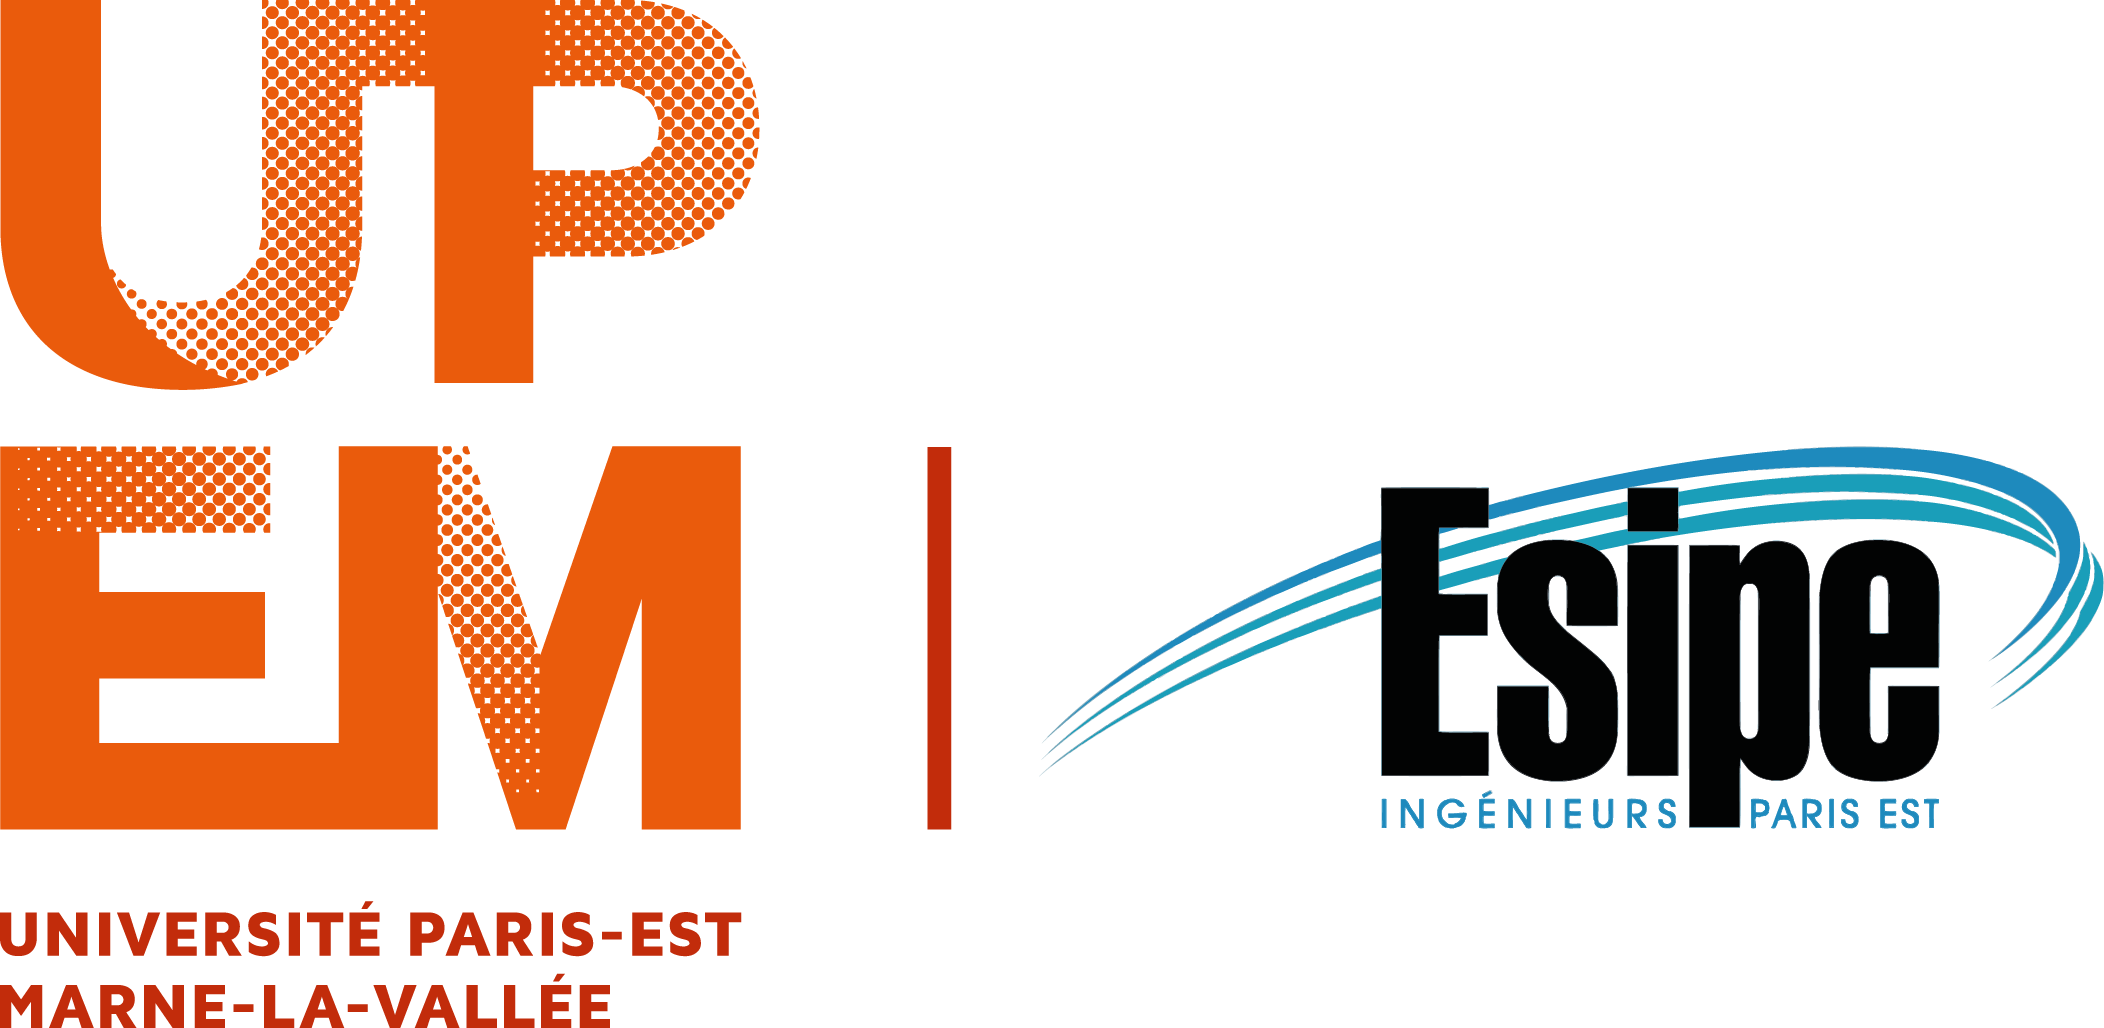 UP
EM
UNIVERSITÉ PARIS-EST
MARNE-LA-VALLÉE
Esipe
INGÉNIEURS PARIS EST